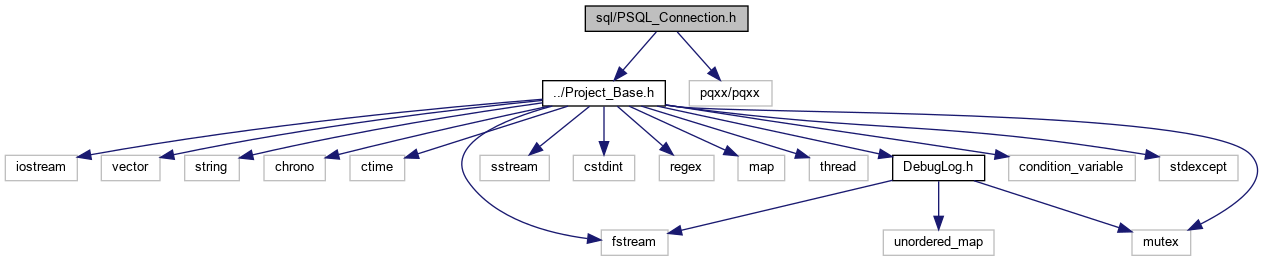 sql/PSQL_Connection.h
../Project_Base.h
pqxx/pqxx
iostream
vector
string
chrono
ctime
sstream
cstdint
regex
map
thread
DebugLog.h
condition_variable
stdexcept
fstream
unordered_map
mutex